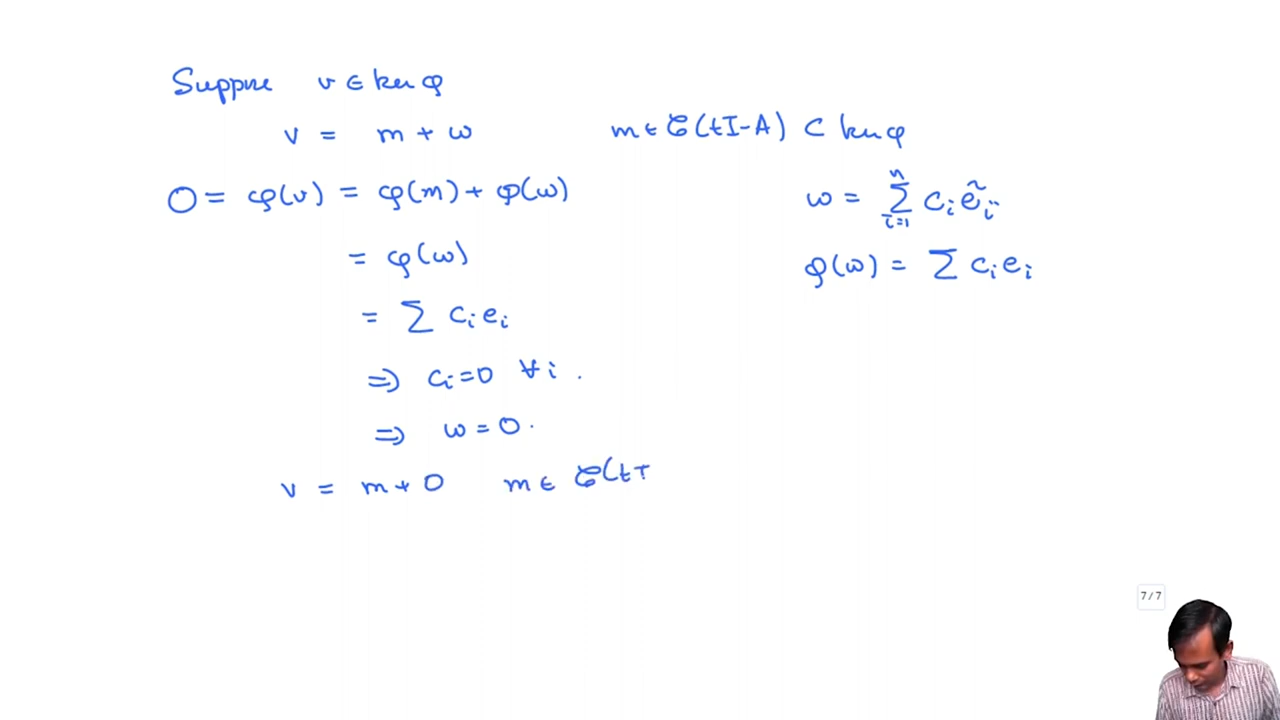 Suppose v ∈ ker φ
v = m + w m ∈ 𝒞(tI-A) ⊂ ker φ
0 = φ(v) = φ(m) + φ(w) w = ∑_{i=1}^{n} c_i ẽ_i
= φ(w) φ(w) = ∑ c_i e_i
= ∑ c_i e_i
⇒ c_i = 0 ∀ i .
⇒ w = 0 .
v = m + 0 m ∈ 𝒞(tI
7/7